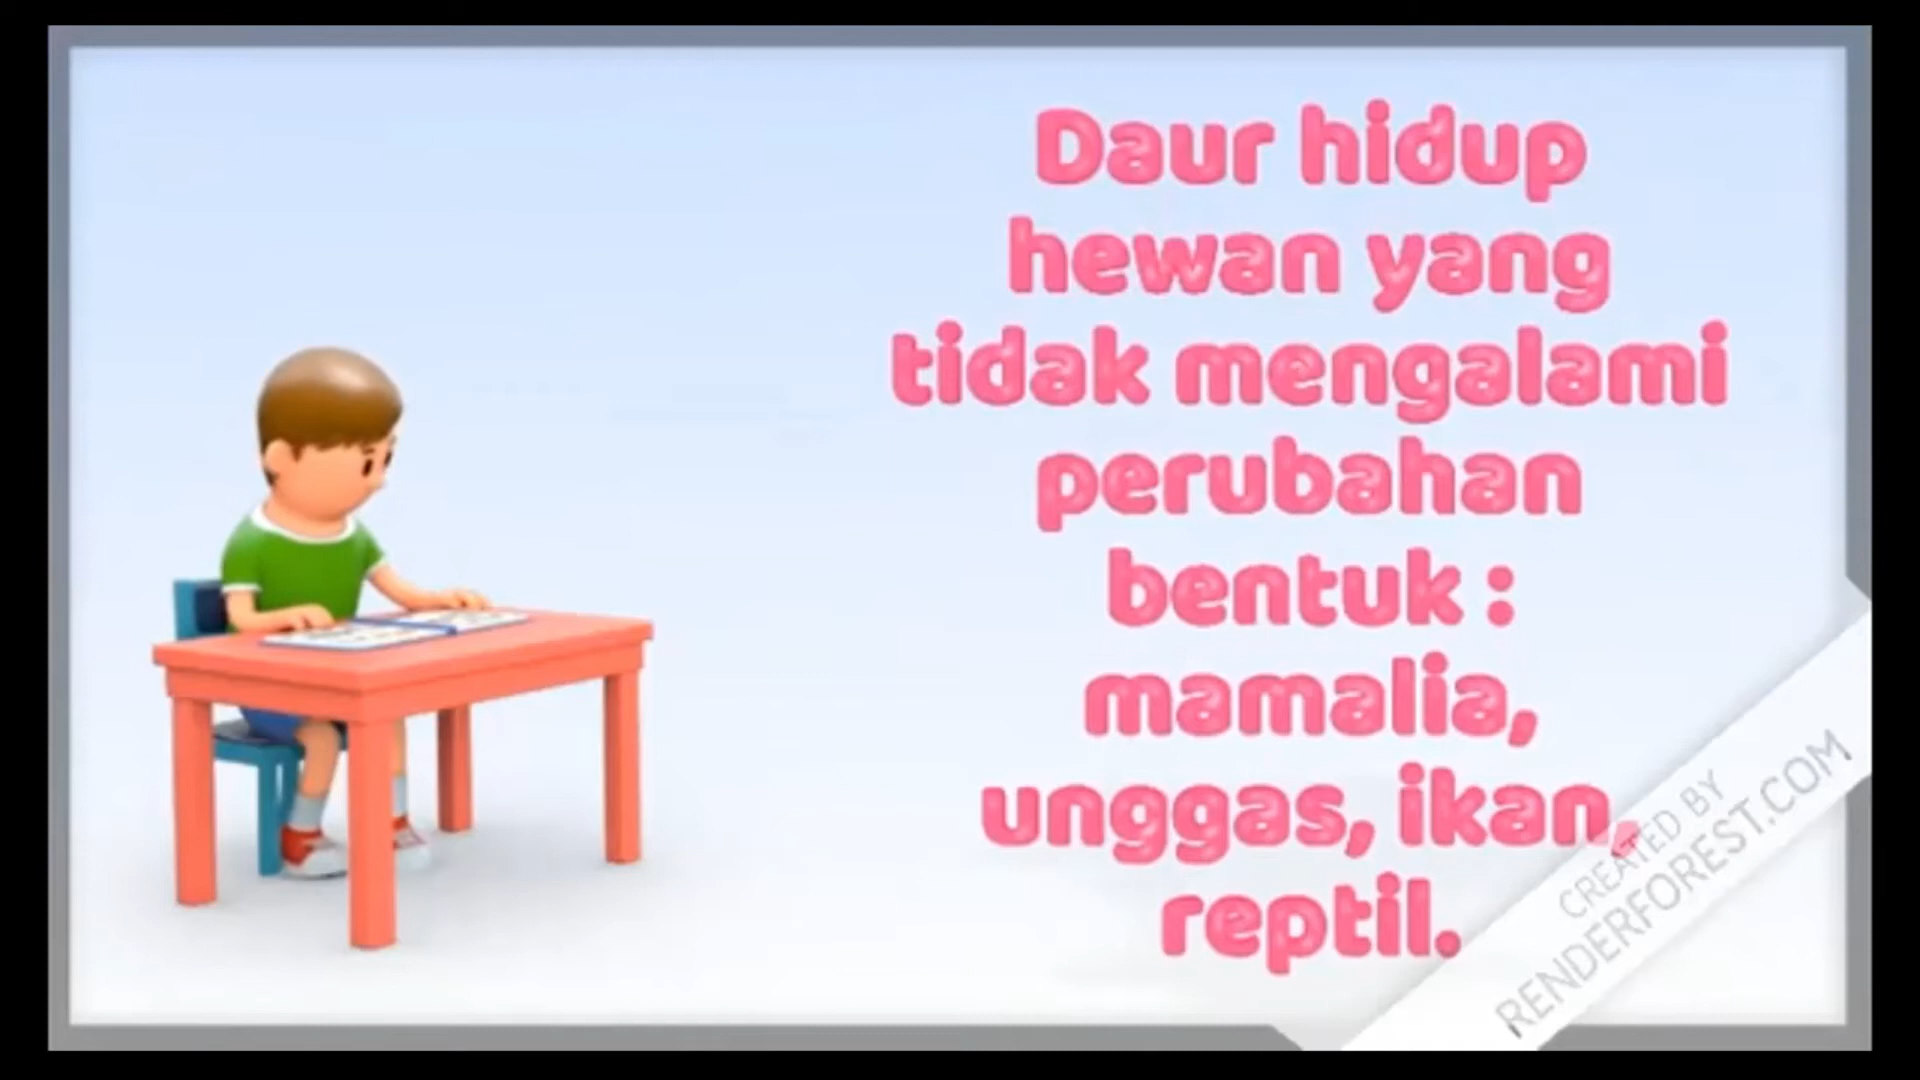 Daur hidup
hewan yang
tidak mengalami
perubahan
bentuk :
mamalia,
unggas, ikan,
reptil.
CREATED BY
RENDERFOREST.COM